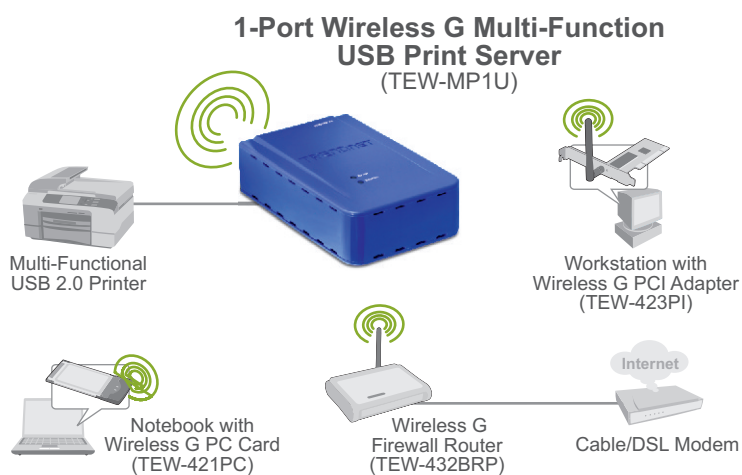 1-Port Wireless G Multi-Function
USB Print Server
(TEW-MP1U)
TRENDNET
Multi-Functional
USB 2.0 Printer
Workstation with
Wireless G PCI Adapter
(TEW-423PI)
Notebook with
Wireless G PC Card
(TEW-421PC)
Wireless G
Firewall Router
(TEW-432BRP)
Internet
Cable/DSL Modem